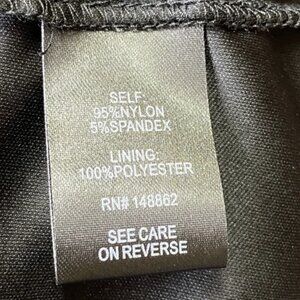 SELF:
95%NYLON
5%SPANDEX
LINING:
100%POLYESTER
RN# 148862
SEE CARE
ON REVERSE